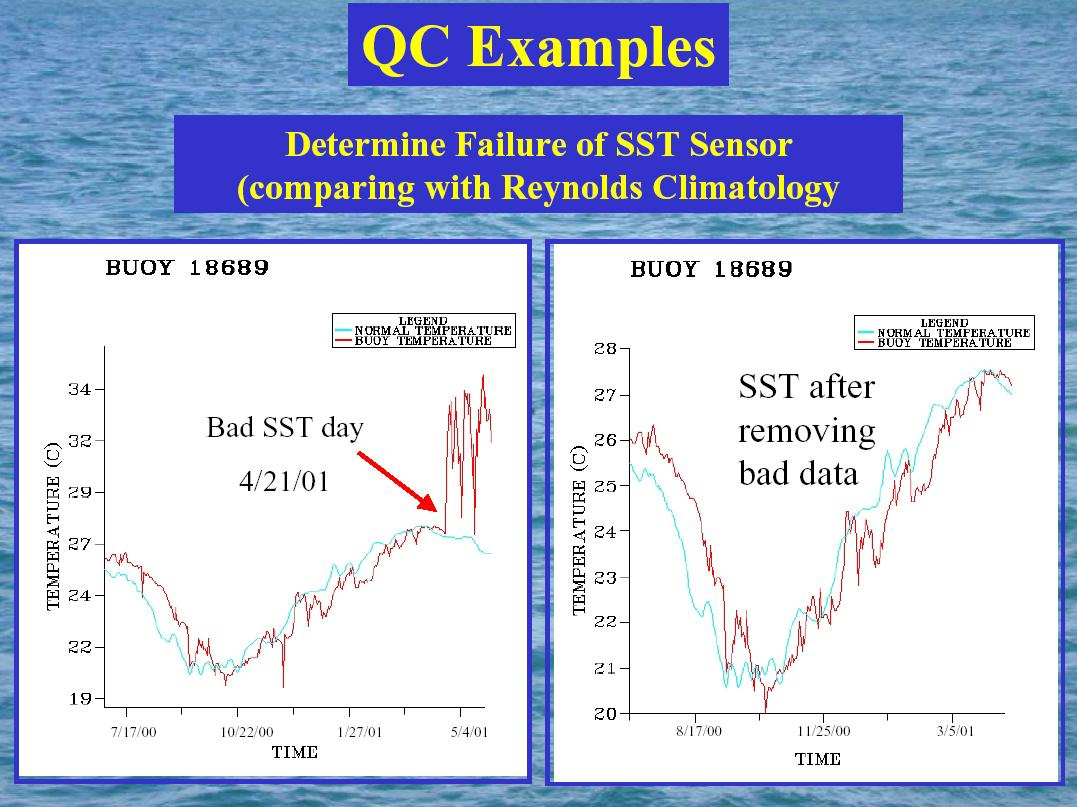 QC Examples
Determine Failure of SST Sensor
(comparing with Reynolds Climatology
BUOY 18689
LEGEND
NORMAL TEMPERATURE
BUOY TEMPERATURE
Bad SST day
4/21/01
TEMPERATURE (C)
34
32
29
27
24
22
19
7/17/00 10/22/00 1/27/01 5/4/01
TIME
BUOY 18689
LEGEND
NORMAL TEMPERATURE
BUOY TEMPERATURE
SST after
removing
bad data
TEMPERATURE (C)
28
27
26
25
24
23
22
21
20
8/17/00 11/25/00 3/5/01
TIME